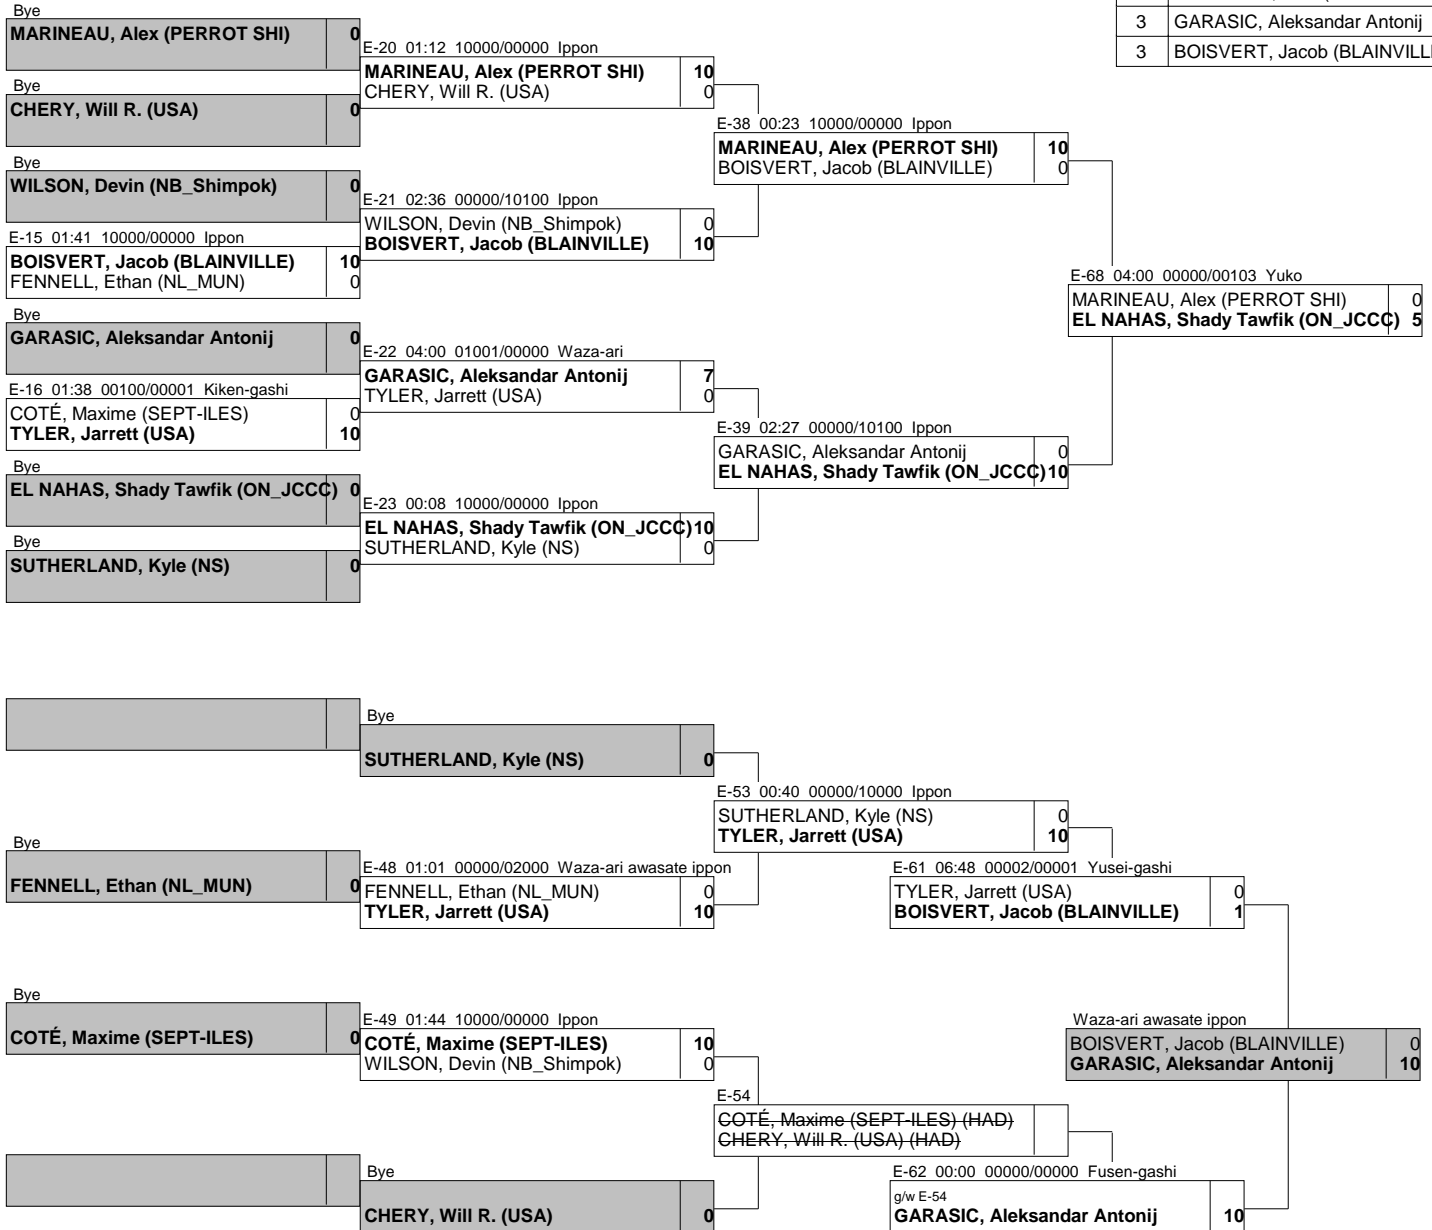 Bye
MARINEAU, Alex (PERROT SHI) 0
Bye
CHERY, Will R. (USA) 0
Bye
WILSON, Devin (NB_Shimpok) 0
E-15 01:41 10000/00000 Ippon
BOISVERT, Jacob (BLAINVILLE) 10
FENNELL, Ethan (NL_MUN) 0
Bye
GARASIC, Aleksandar Antonij 0
E-16 01:38 00100/00001 Kiken-gashi
COTÉ, Maxime (SEPT-ILES) 0
TYLER, Jarrett (USA) 10
Bye
EL NAHAS, Shady Tawfik (ON_JCCC) 0
Bye
SUTHERLAND, Kyle (NS) 0
E-20 01:12 10000/00000 Ippon
MARINEAU, Alex (PERROT SHI) 10
CHERY, Will R. (USA) 0
E-21 02:36 00000/10100 Ippon
WILSON, Devin (NB_Shimpok) 0
BOISVERT, Jacob (BLAINVILLE) 10
E-22 04:00 01001/00000 Waza-ari
GARASIC, Aleksandar Antonij 7
TYLER, Jarrett (USA) 0
E-23 00:08 10000/00000 Ippon
EL NAHAS, Shady Tawfik (ON_JCCC) 10
SUTHERLAND, Kyle (NS) 0
E-38 00:23 10000/00000 Ippon
MARINEAU, Alex (PERROT SHI) 10
BOISVERT, Jacob (BLAINVILLE) 0
E-39 02:27 00000/10100 Ippon
GARASIC, Aleksandar Antonij 0
EL NAHAS, Shady Tawfik (ON_JCCC) 10
3 GARASIC, Aleksandar Antonij
3 BOISVERT, Jacob (BLAINVILL
E-68 04:00 00000/00103 Yuko
MARINEAU, Alex (PERROT SHI) 0
EL NAHAS, Shady Tawfik (ON_JCCC) 5
Bye
FENNELL, Ethan (NL_MUN) 0
Bye
COTÉ, Maxime (SEPT-ILES) 0
Bye
SUTHERLAND, Kyle (NS) 0
E-48 01:01 00000/02000 Waza-ari awasate ippon
FENNELL, Ethan (NL_MUN) 0
TYLER, Jarrett (USA) 10
E-49 01:44 10000/00000 Ippon
COTÉ, Maxime (SEPT-ILES) 10
WILSON, Devin (NB_Shimpok) 0
Bye
CHERY, Will R. (USA) 0
E-53 00:40 00000/10000 Ippon
SUTHERLAND, Kyle (NS) 0
TYLER, Jarrett (USA) 10
E-54
COTÉ, Maxime (SEPT-ILES) (HAD)
CHERY, Will R. (USA) (HAD)
E-61 06:48 00002/00001 Yusei-gashi
TYLER, Jarrett (USA) 0
BOISVERT, Jacob (BLAINVILLE) 1
E-62 00:00 00000/00000 Fusen-gashi
g/w E-54
GARASIC, Aleksandar Antonij 10
Waza-ari awasate ippon
BOISVERT, Jacob (BLAINVILLE) 0
GARASIC, Aleksandar Antonij 10